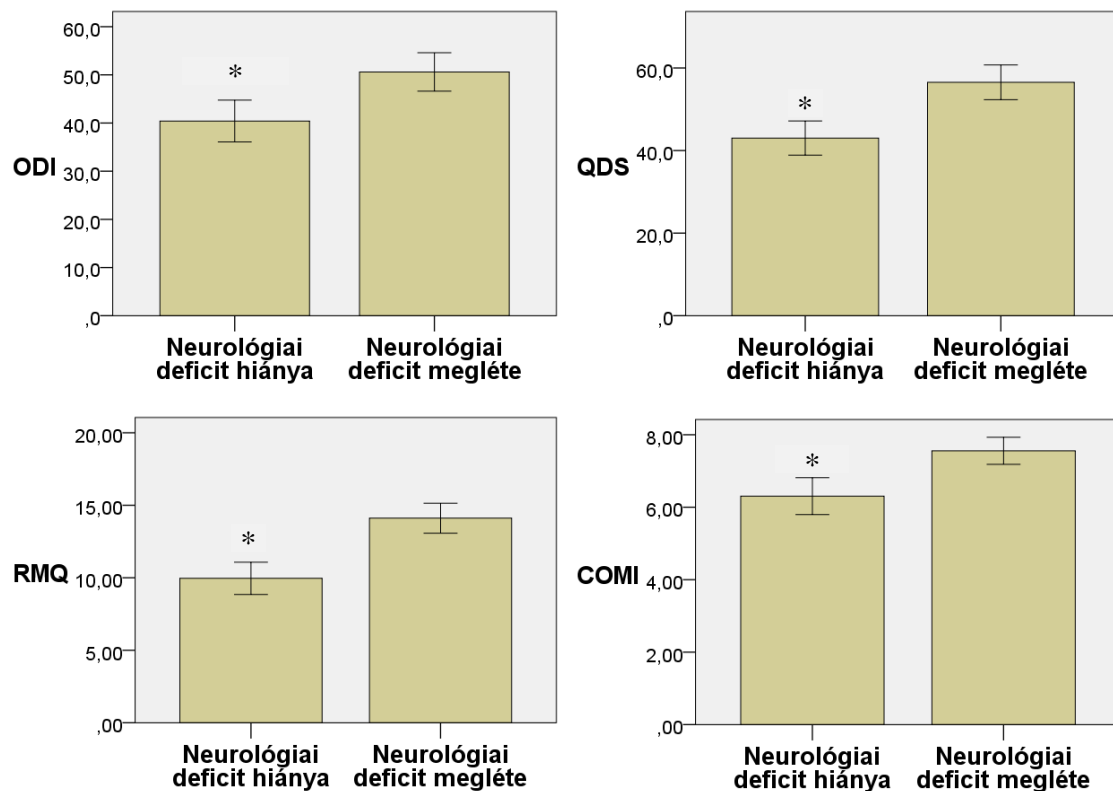 60,0
50,0
40,0
30,0
20,0
10,0
,0
ODI
*
Neurológiai
deficit hiánya
Neurológiai
deficit megléte
60,0
40,0
20,0
,0
QDS
*
Neurológiai
deficit hiánya
Neurológiai
deficit megléte
20,00
15,00
10,00
5,00
,00
RMQ
*
Neurológiai
deficit hiánya
Neurológiai
deficit megléte
8,00
6,00
4,00
2,00
,00
COMI
*
Neurológiai
deficit hiánya
Neurológiai
deficit megléte